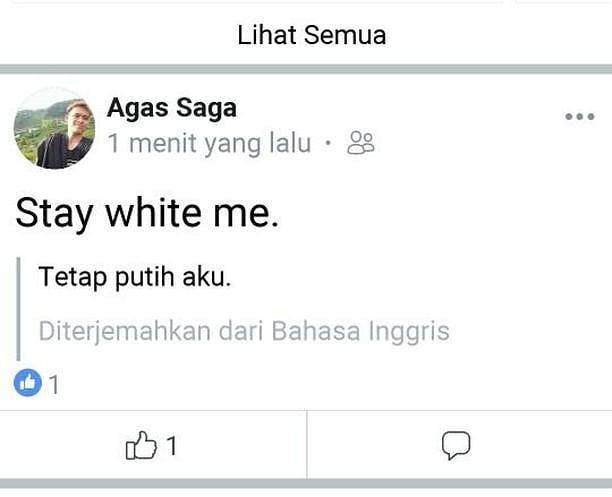 Lihat Semua
Agas Saga
1 menit yang lalu ·
Stay white me.
Tetap putih aku.
Diterjemahkan dari Bahasa Inggris
1
1